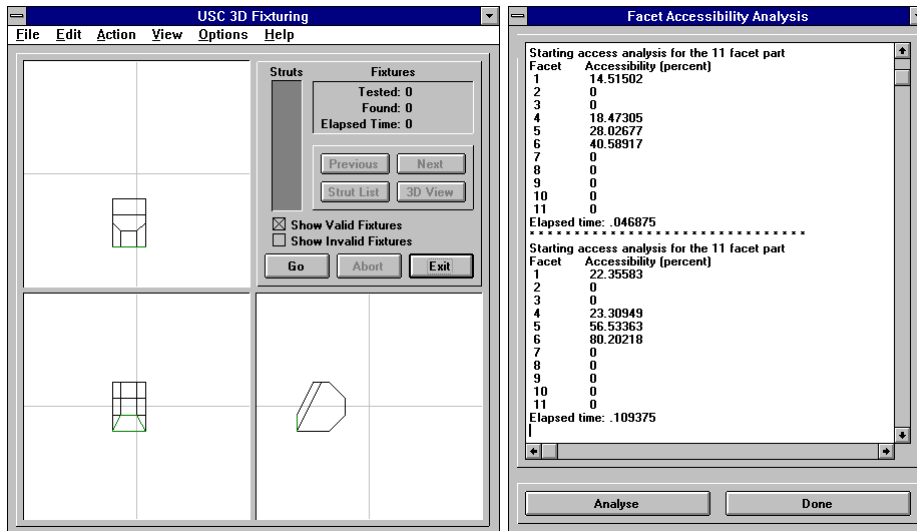 USC 3D Fixturing
File Edit Action View Options Help
Struts
Fixtures
Tested: 0
Found: 0
Elapsed Time: 0
Previous Next
Strut List 3D View
Show Valid Fixtures
Show Invalid Fixtures
Go Abort Exit
Facet Accessibility Analysis
Starting access analysis for the 11 facet part
Facet Accessibility (percent)
1 14.51502
2 0
3 0
4 18.47305
5 28.02677
6 40.58917
7 0
8 0
9 0
10 0
11 0
Elapsed time: .046875
* * * * * * * * * * * * * * * * * * * * * * * * * * * * * * * * * * *
Starting access analysis for the 11 facet part
Facet Accessibility (percent)
1 22.35583
2 0
3 0
4 23.30949
5 56.53363
6 80.20218
7 0
8 0
9 0
10 0
11 0
Elapsed time: .109375
Analyse Done